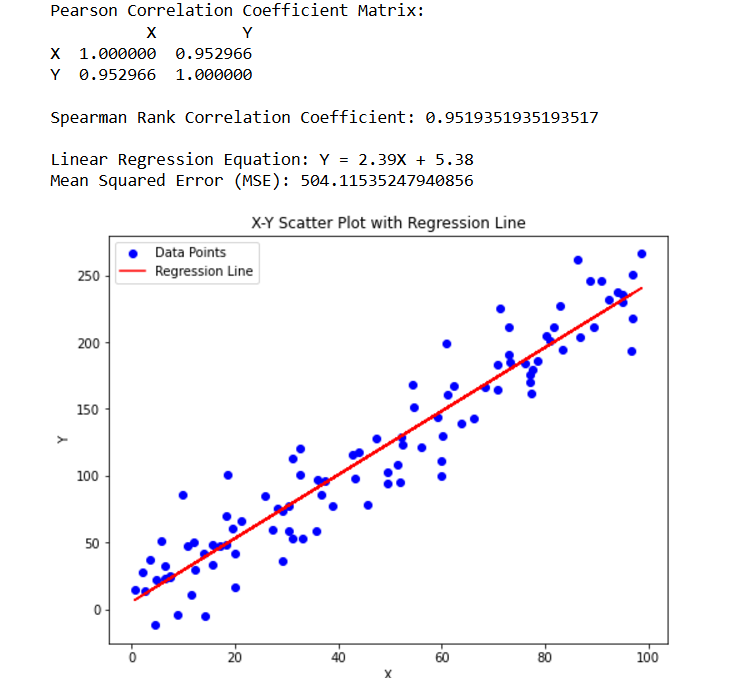 Pearson Correlation Coefficient Matrix:
X Y
X 1.000000 0.952966
Y 0.952966 1.000000
Spearman Rank Correlation Coefficient: 0.9519351935193517
Linear Regression Equation: Y = 2.39X + 5.38
Mean Squared Error (MSE): 504.11535247940856
X-Y Scatter Plot with Regression Line
Data Points
Regression Line
250
200
150
100
50
0
Y
0 20 40 60 80 100
X